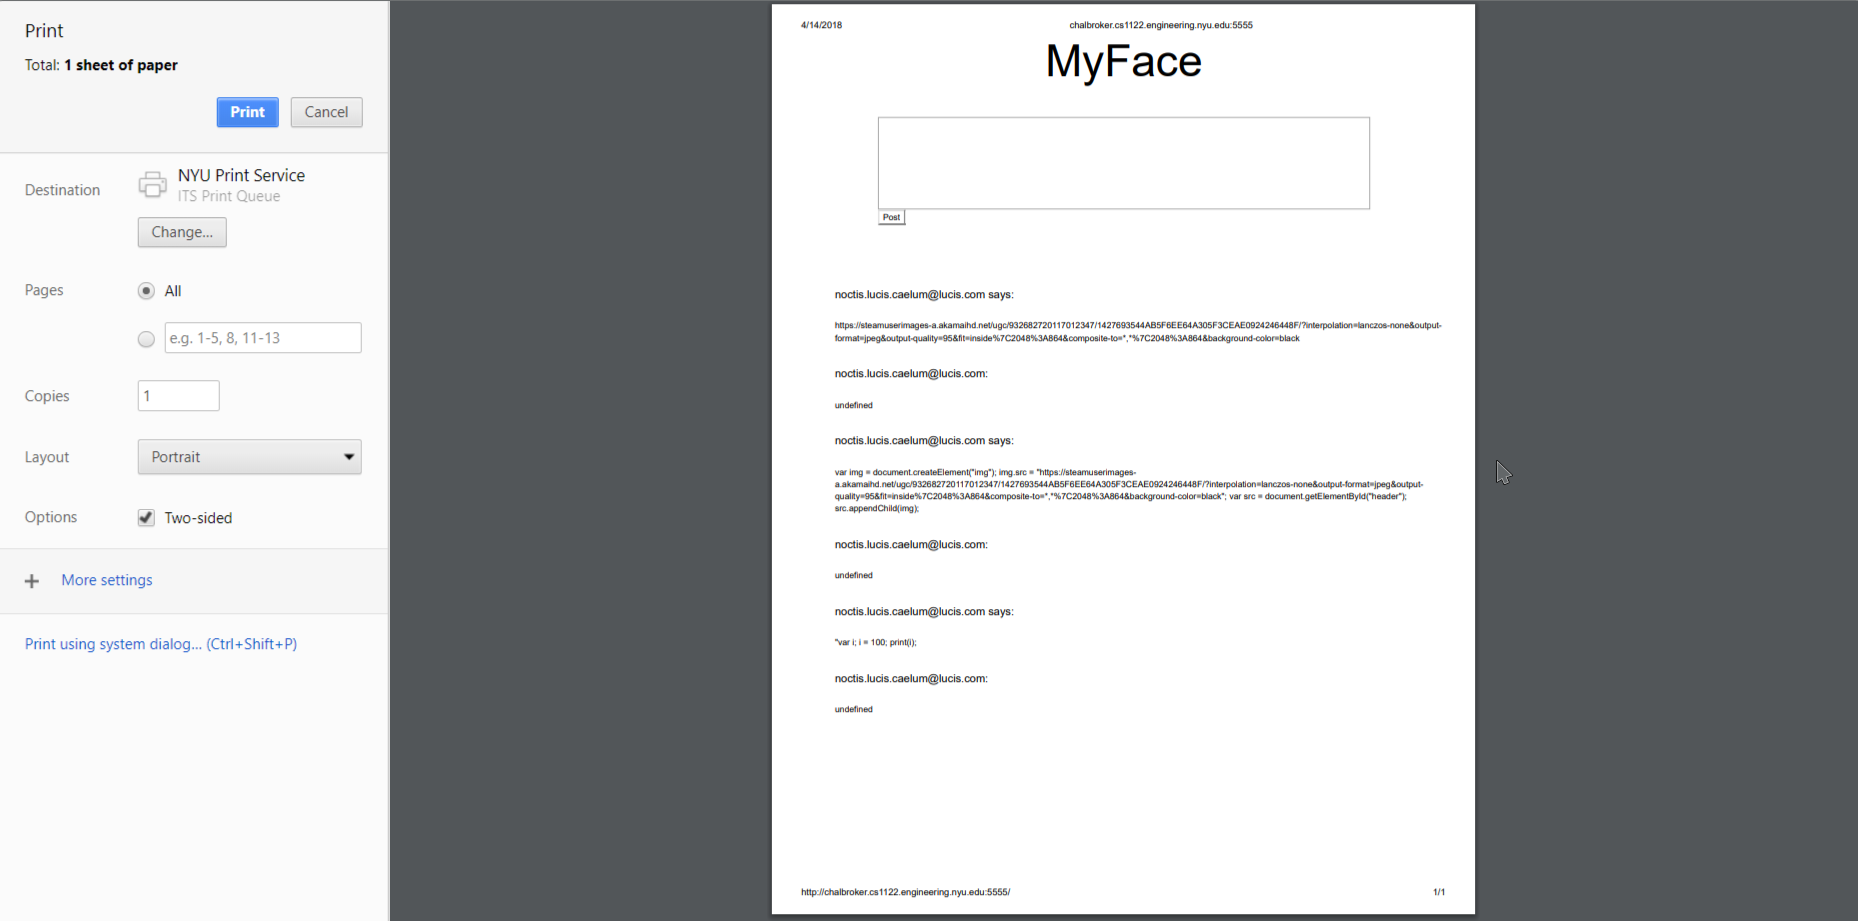 Print
Total: 1 sheet of paper
Print
Cancel
Destination
NYU Print Service
ITS Print Queue
Change...
Pages
All
e.g. 1-5, 8, 11-13
Copies
1
Layout
Portrait
Options
Two-sided
More settings
Print using system dialog... (Ctrl+Shift+P)
4/14/2018
chalbroker.cs1122.engineering.nyu.edu:5555
MyFace
Post
noctis.lucis.caelum@lucis.com says:
https://steamuserimages-a.akamaihd.net/ugc/932682720117012347/1427693544AB5F6EE64A305F3CEAE0924246448F/?interpolation=lanczos-none&output-
format=jpeg&output-quality=95&fit=inside%7C2048%3A864&composite-to=*,*%7C2048%3A864&background-color=black
noctis.lucis.caelum@lucis.com:
undefined
noctis.lucis.caelum@lucis.com says:
var img = document.createElement("img"); img.src = "https://steamuserimages-
a.akamaihd.net/ugc/932682720117012347/1427693544AB5F6EE64A305F3CEAE0924246448F/?interpolation=lanczos-none&output-format=jpeg&output-
quality=95&fit=inside%7C2048%3A864&composite-to=*,*%7C2048%3A864&background-color=black"; var src = document.getElementById("header");
src.appendChild(img);
noctis.lucis.caelum@lucis.com:
undefined
noctis.lucis.caelum@lucis.com says:
"var i; i = 100; print(i);
noctis.lucis.caelum@lucis.com:
undefined
http://chalbroker.cs1122.engineering.nyu.edu:5555/
1/1